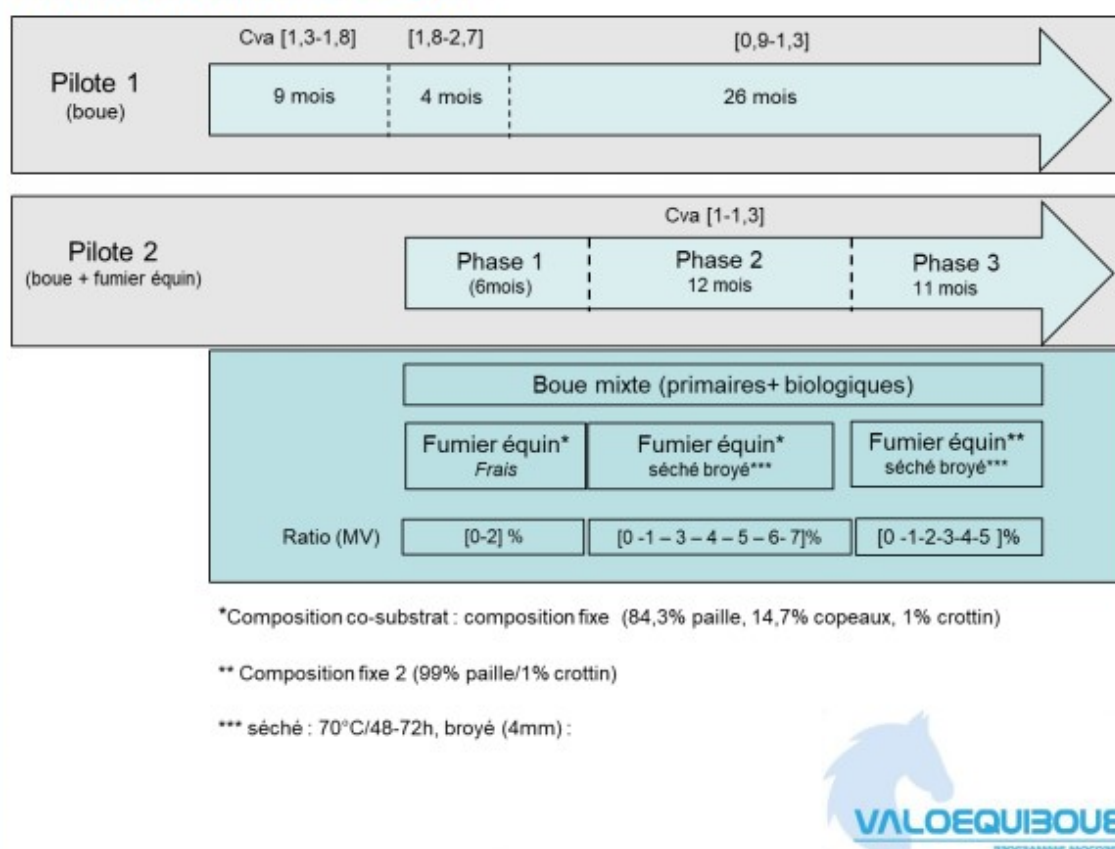 Cva [1,3-1,8] [1,8-2,7] [0,9-1,3]
Pilote 1
(boue)
9 mois 4 mois 26 mois
Cva [1-1,3]
Pilote 2
(boue + fumier équin)
Phase 1 Phase 2 Phase 3
(6mois) 12 mois 11 mois
Boue mixte (primaires+ biologiques)
Fumier équin* Fumier équin* Fumier équin**
Frais séché broyé*** séché broyé***
Ratio (MV) [0-2] % [0 -1 – 3 – 4 – 5 – 6- 7]% [0 -1-2-3-4-5 ]%
*Composition co-substrat : composition fixe (84,3% paille, 14,7% copeaux, 1% crottin)
** Composition fixe 2 (99% paille/1% crottin)
*** séché : 70°C/48-72h, broyé (4mm) :
VALOEQUIBOUE